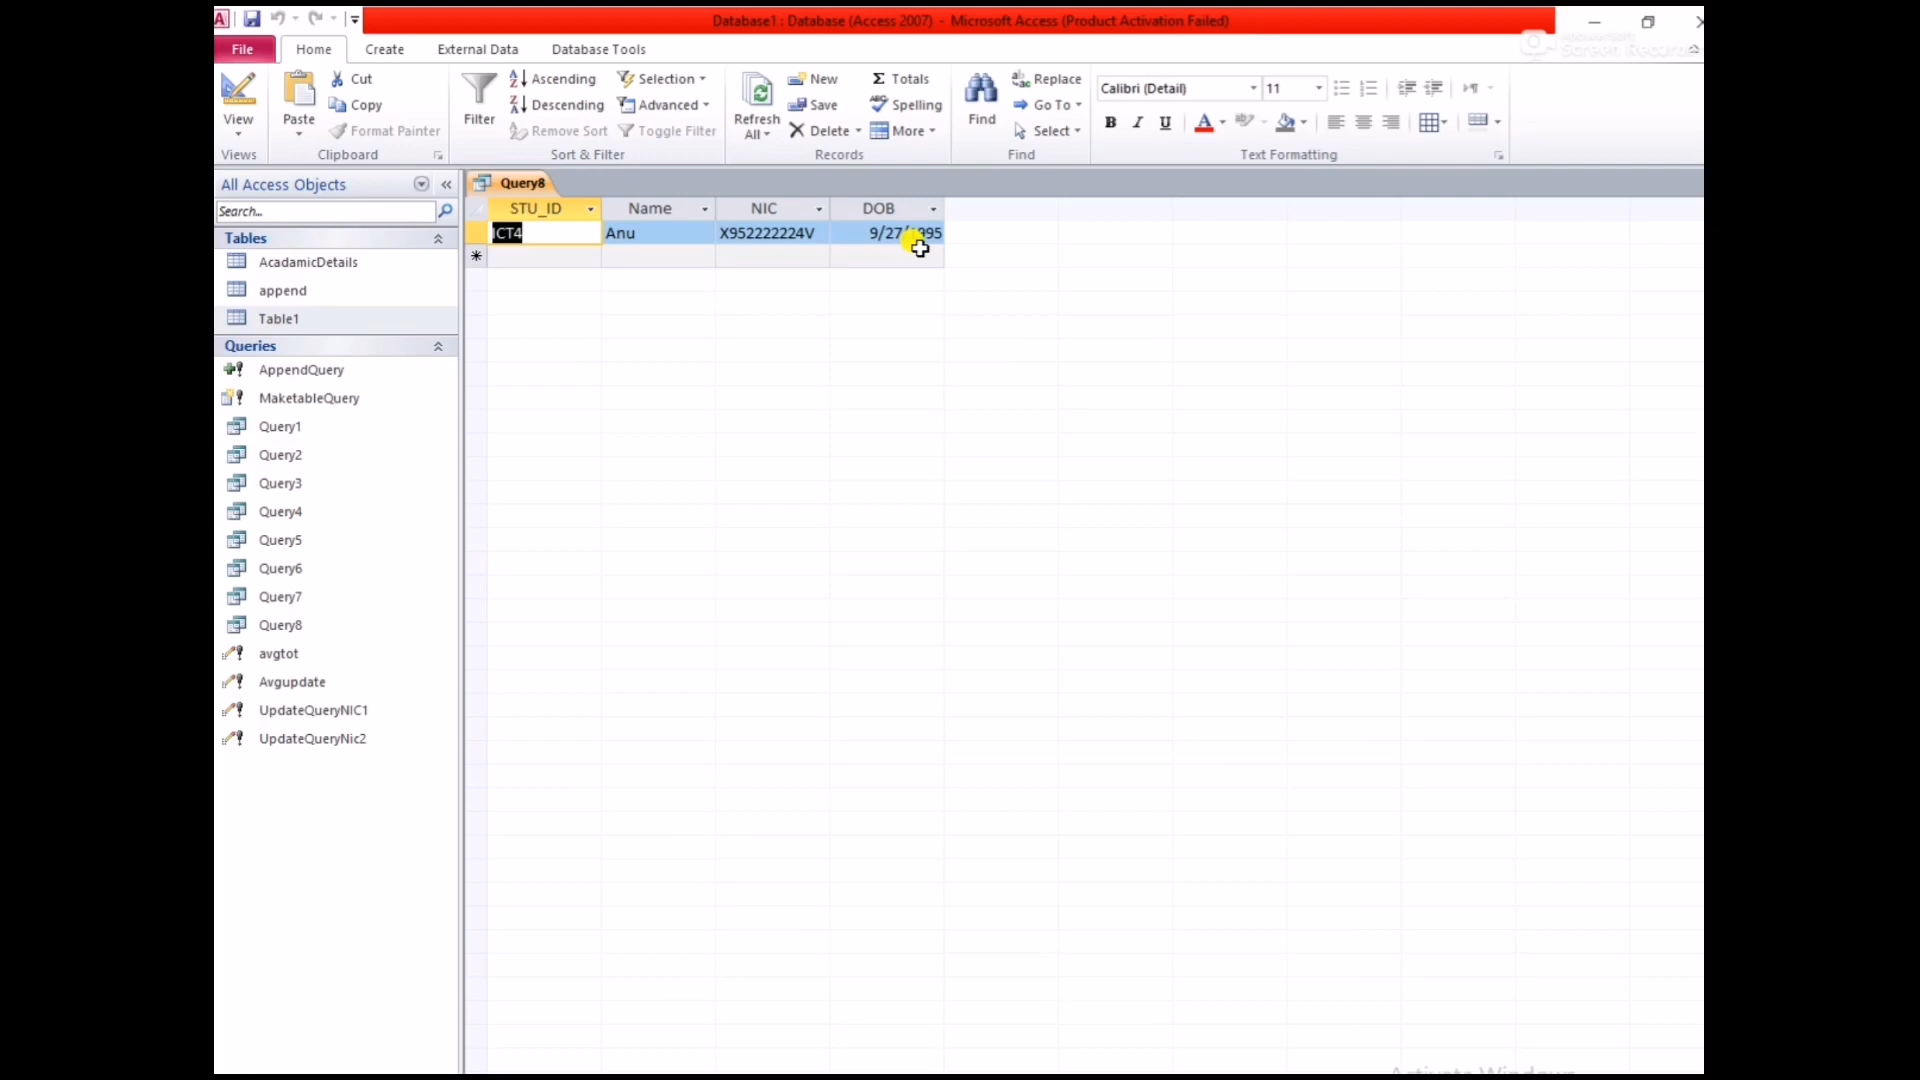 Database1 : Database (Access 2007) - Microsoft Access (Product Activation Failed)
File Home Create External Data Database Tools
View
Views
Paste
Cut
Copy
Format Painter
Clipboard
Filter
Ascending
Descending
Remove Sort
Selection
Advanced
Toggle Filter
Sort & Filter
Refresh
All
New
Save
Delete
Totals
Spelling
More
Records
Find
Replace
Go To
Select
Find
Calibri (Detail) 11
B I U A
Text Formatting
All Access Objects
Search...
Tables
AcadamicDetails
append
Table1
Queries
AppendQuery
MaketableQuery
Query1
Query2
Query3
Query4
Query5
Query6
Query7
Query8
avgtot
Avgupdate
UpdateQueryNIC1
UpdateQueryNic2
Query8
STU_ID Name NIC DOB
ICT4 Anu X952222224V 9/27/1995